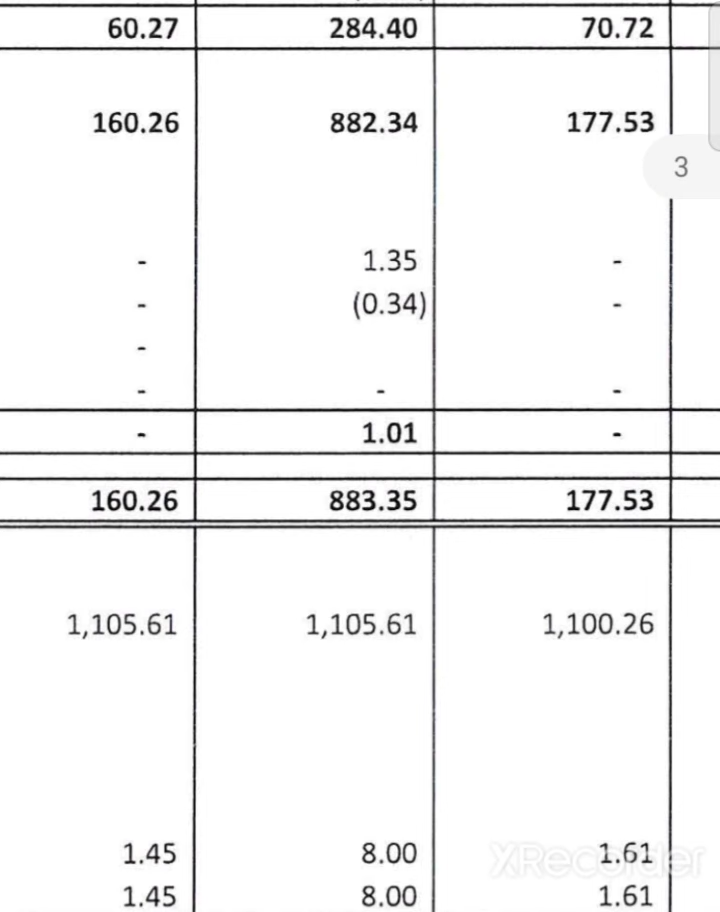 60.27 284.40 70.72
160.26 882.34 177.53
3
- 1.35 -
- (0.34) -
-
- - -
- 1.01 -
160.26 883.35 177.53
1,105.61 1,105.61 1,100.26
1.45 8.00 1.61
XRecorder
1.45 8.00 1.61